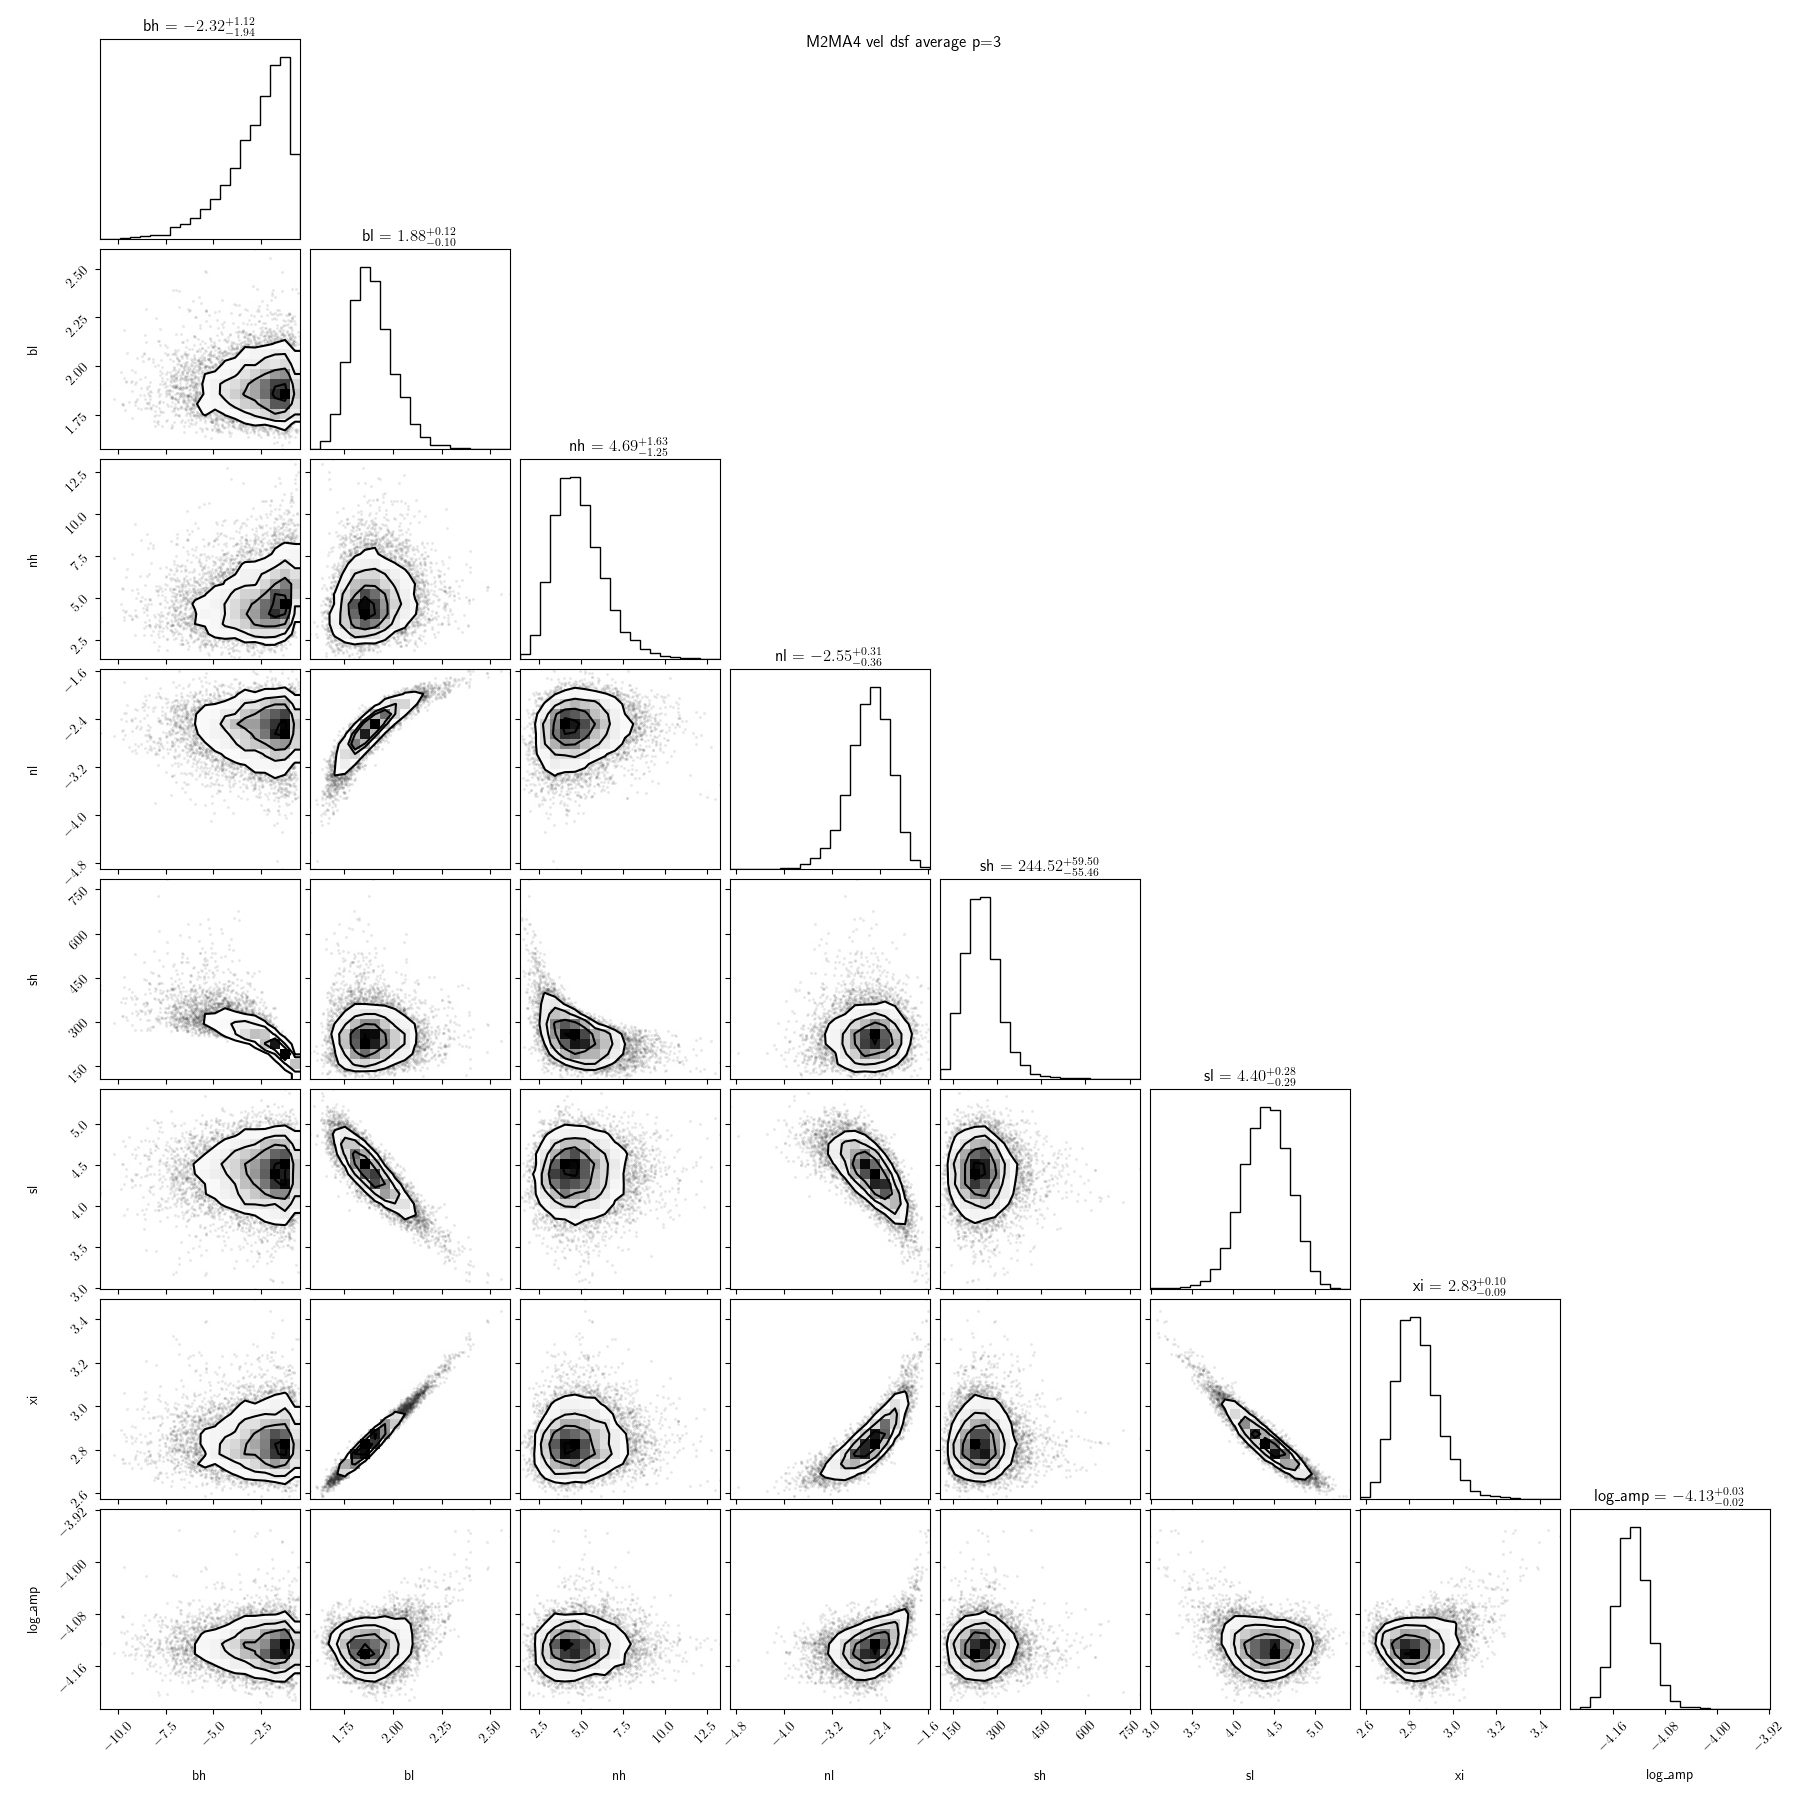 M2MA4 vel dsf average p=3
bh = −2.32+1.12−1.94
bl = 1.88+0.12−0.10
bl
2.50
2.25
2.00
1.75
nh = 4.69+1.63−1.25
nh
12.5
10.0
7.5
5.0
2.5
nl = −2.55+0.31−0.36
nl
−1.6
−2.4
−3.2
−4.0
−4.8
sh = 244.52+59.50−55.46
sh
750
600
450
300
150
sl = 4.40+0.28−0.29
sl
5.0
4.5
4.0
3.5
3.0
xi = 2.83+0.10−0.09
xi
3.4
3.2
3.0
2.8
2.6
log_amp = −4.13+0.03−0.02
log_amp
−3.92
−4.00
−4.08
−4.16
−10.0 −7.5 −5.0 −2.5 1.75 2.00 2.25 2.50 2.5 5.0 7.5 10.0 12.5 −4.8 −4.0 −3.2 −2.4 −1.6 150 300 450 600 750 3.0 3.5 4.0 4.5 5.0 2.6 2.8 3.0 3.2 3.4 −4.16 −4.08 −4.00 −3.92
bh bl nh nl sh sl xi log_amp